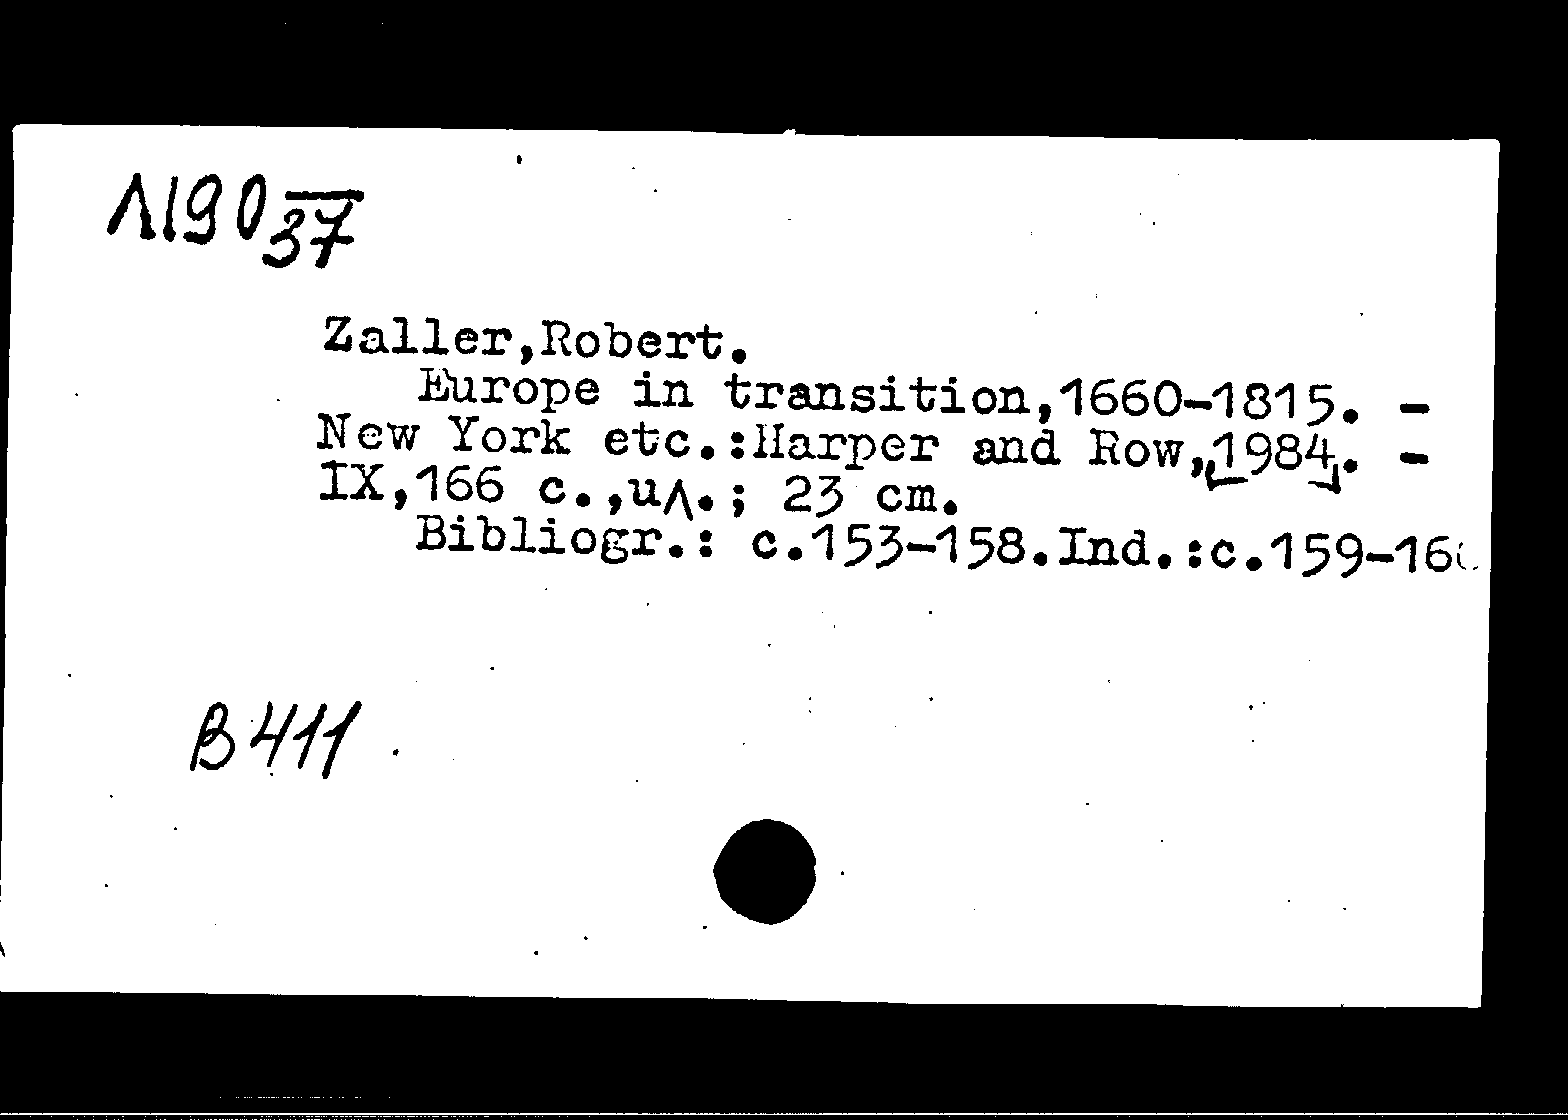 Л190 37
Zaller,Robert.
Europe in transition,1660-1815. -
New York etc.:Harper and Row,[1984]. -
IX,166 с.,ил.; 23 cm.
Bibliogr.: с.153-158.Ind.:с.159-16
В411